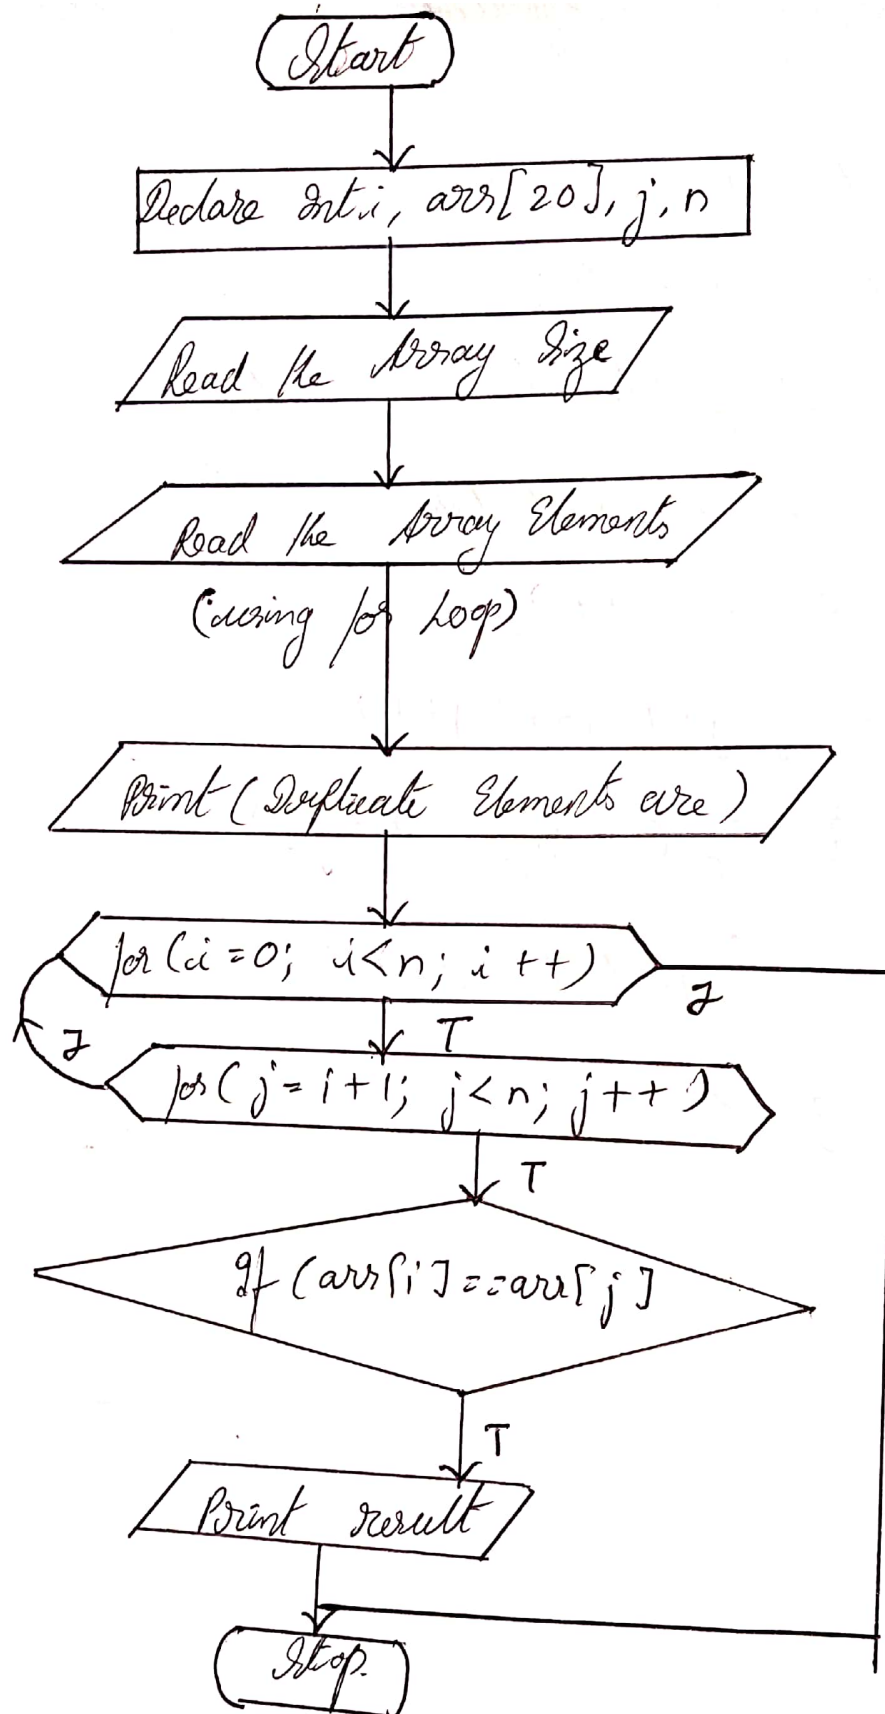 Start
Declare Int i, arr[20], j, n
Read the Array Size
Read the Array Elements
(using for Loop)
Print (Duplicate Elements are)
for (i=0; i<n; i++)
F
T
F
for (j=i+1; j<n; j++)
T
If (arr[i]==arr[j]
T
Print result
Stop.